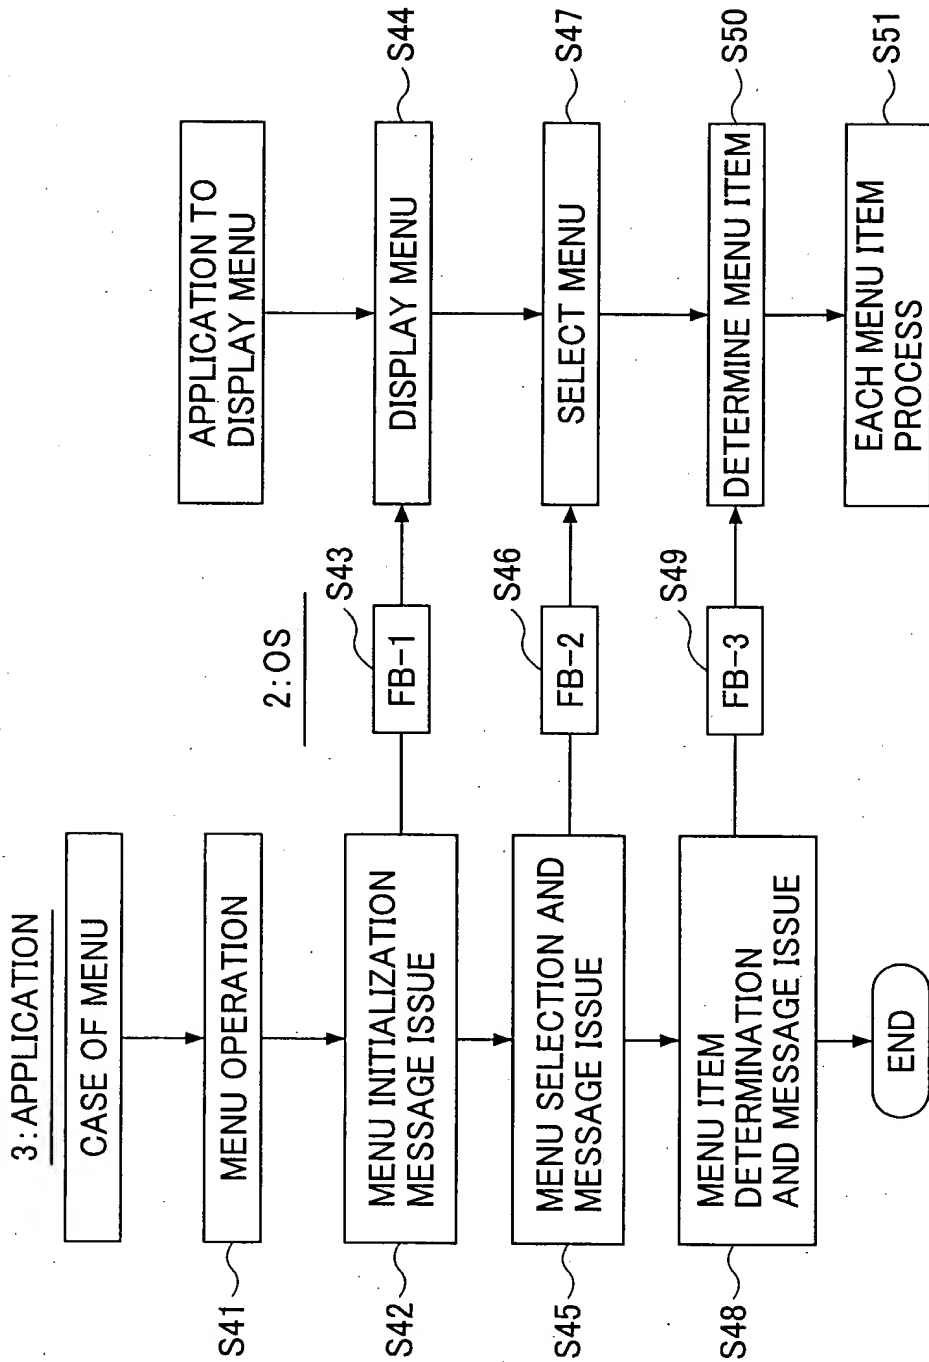 3:APPLICATION
CASE OF MENU
S41
MENU OPERATION
S42
MENU INITIALIZATION
MESSAGE ISSUE
S45
MENU SELECTION AND
MESSAGE ISSUE
S48
MENU ITEM
DETERMINATION
AND MESSAGE ISSUE
END
2:OS
S43
FB-1
S46
FB-2
S49
FB-3
APPLICATION TO
DISPLAY MENU
DISPLAY MENU
S44
SELECT MENU
S47
DETERMINE MENU ITEM
S50
EACH MENU ITEM
PROCESS
S51